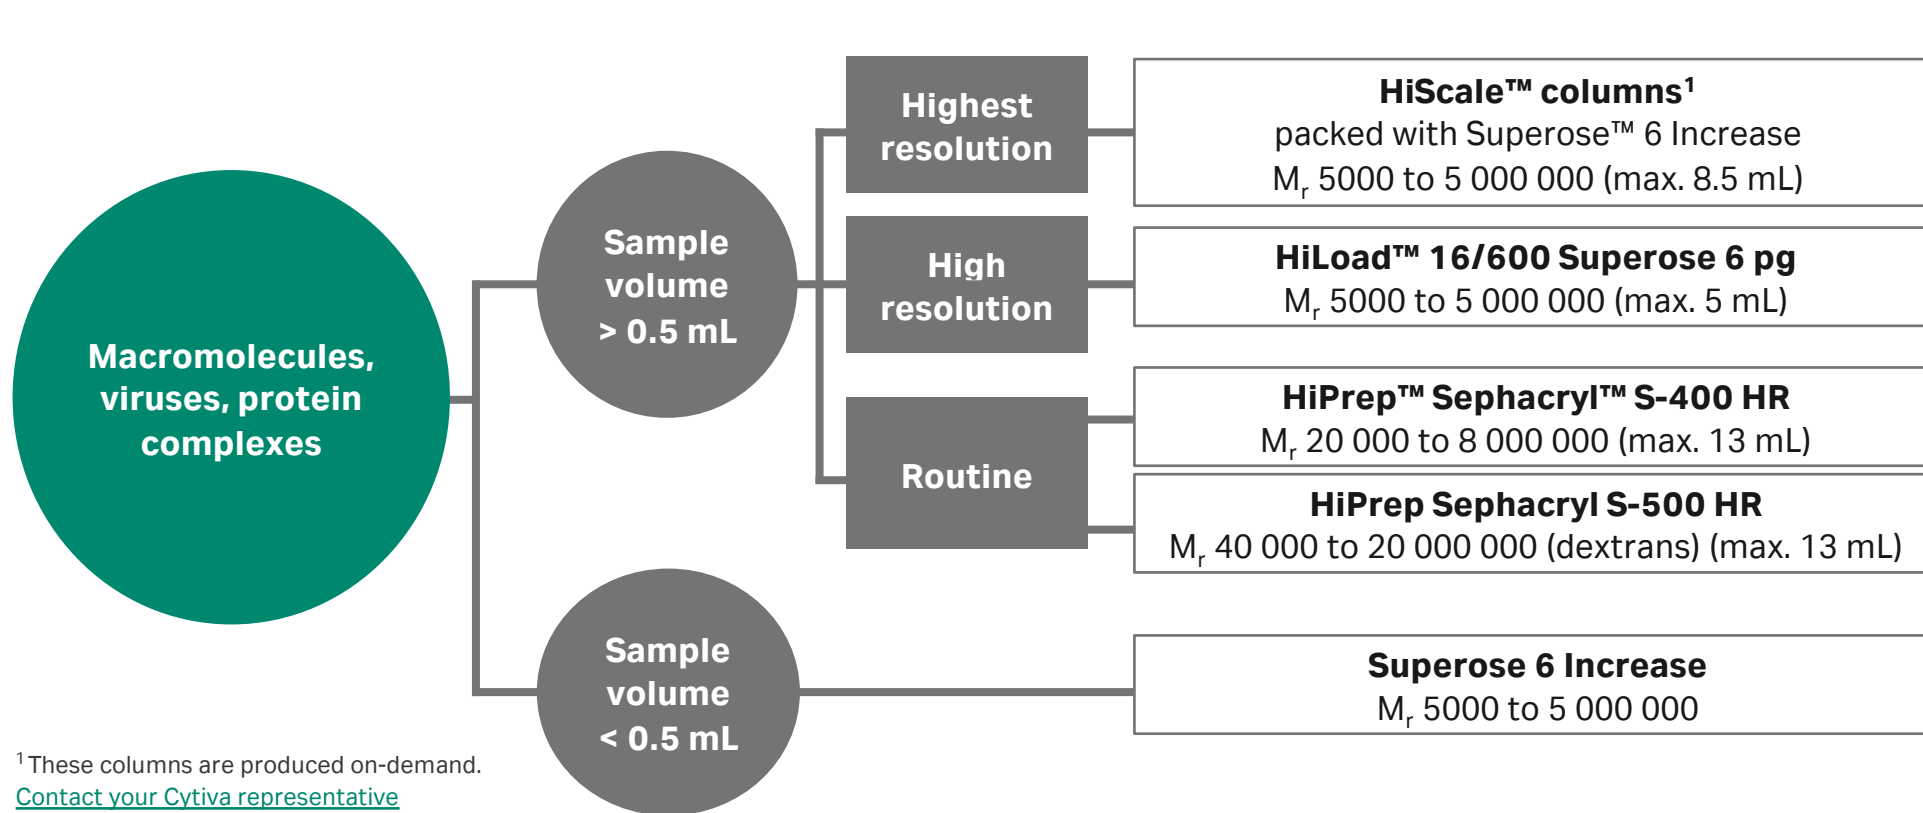 Macromolecules,
viruses, protein
complexes
Sample
volume
> 0.5 mL
Highest
resolution
HiScale™ columns¹
packed with Superose™ 6 Increase
Mᵣ 5000 to 5 000 000 (max. 8.5 mL)
High
resolution
HiLoad™ 16/600 Superose 6 pg
Mᵣ 5000 to 5 000 000 (max. 5 mL)
Routine
HiPrep™ Sephacryl™ S-400 HR
Mᵣ 20 000 to 8 000 000 (max. 13 mL)
HiPrep Sephacryl S-500 HR
Mᵣ 40 000 to 20 000 000 (dextrans) (max. 13 mL)
Sample
volume
< 0.5 mL
Superose 6 Increase
Mᵣ 5000 to 5 000 000
¹ These columns are produced on-demand.
Contact your Cytiva representative